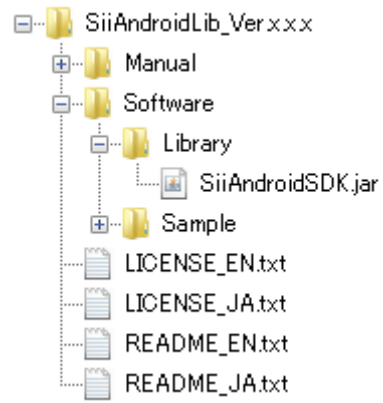 SiiAndroidLib_Ver.x.x.x
Manual
Software
Library
SiiAndroidSDK.jar
Sample
LICENSE_EN.txt
LICENSE_JA.txt
README_EN.txt
README_JA.txt